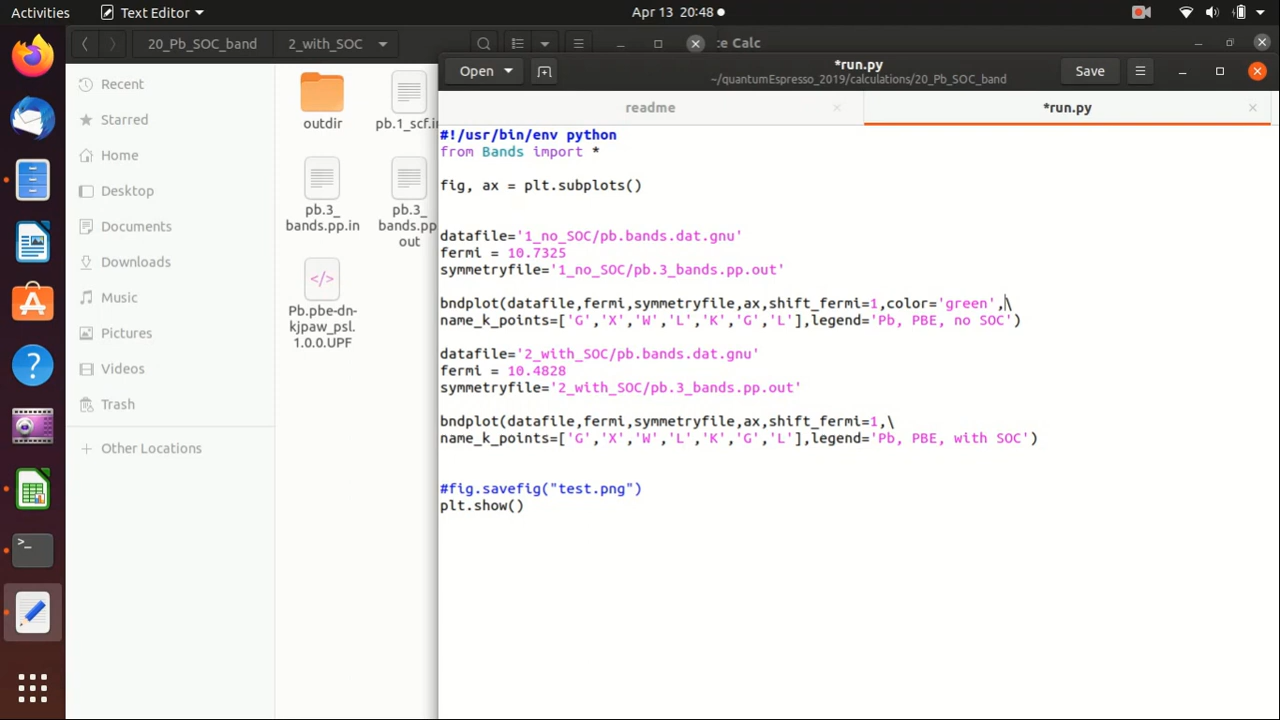 Activities
Text Editor
Apr 13 20:48
20_Pb_SOC_band
2_with_SOC
te Calc
Open
*run.py
~/quantumEspresso_2019/calculations/20_Pb_SOC_band
Save
readme
*run.py
Recent
Starred
Home
Desktop
Documents
Downloads
Music
Pictures
Videos
Trash
Other Locations
outdir
pb.1_scf.in
pb.3_
bands.pp.in
pb.3_
bands.pp.
out
Pb.pbe-dn-
kjpaw_psl.
1.0.0.UPF
#!/usr/bin/env python
from Bands import *
fig, ax = plt.subplots()
datafile='1_no_SOC/pb.bands.dat.gnu'
fermi = 10.7325
symmetryfile='1_no_SOC/pb.3_bands.pp.out'
bndplot(datafile,fermi,symmetryfile,ax,shift_fermi=1,color='green',\
name_k_points=['G','X','W','L','K','G','L'],legend='Pb, PBE, no SOC')
datafile='2_with_SOC/pb.bands.dat.gnu'
fermi = 10.4828
symmetryfile='2_with_SOC/pb.3_bands.pp.out'
bndplot(datafile,fermi,symmetryfile,ax,shift_fermi=1,\
name_k_points=['G','X','W','L','K','G','L'],legend='Pb, PBE, with SOC')
#fig.savefig("test.png")
plt.show()